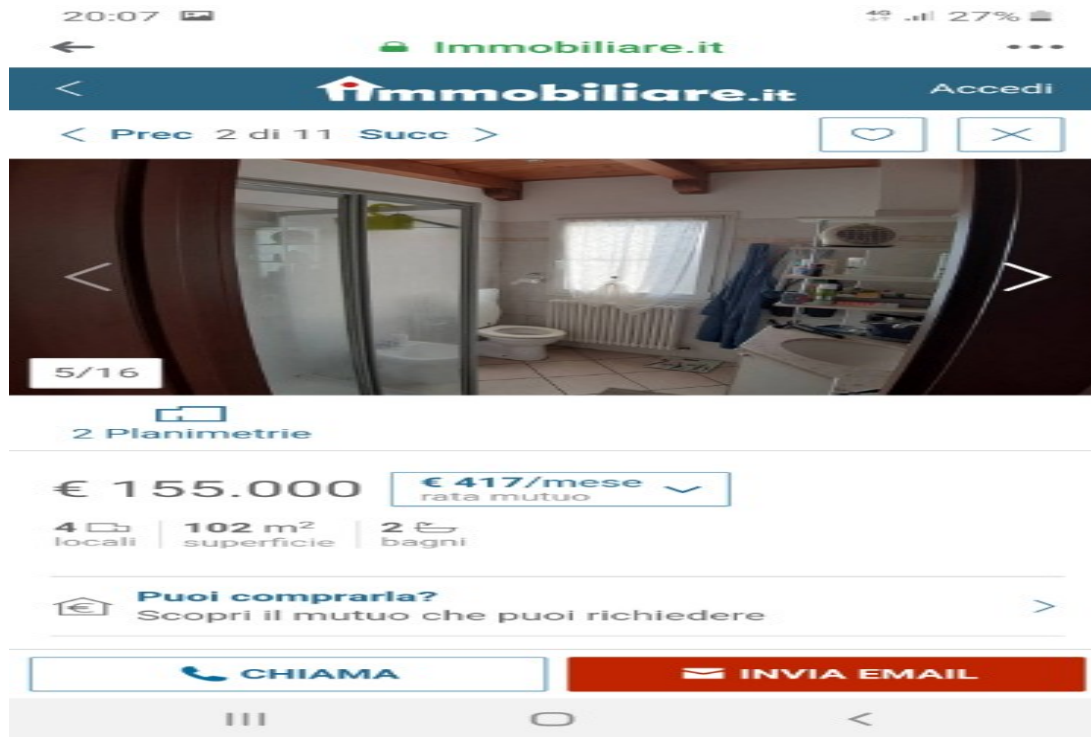 20:07 4G 27%
Immobiliare.it
immobiliare.it Accedi
< Prec 2 di 11 Succ >
5/16
2 Planimetrie
€ 155.000 € 417/mese
rata mutuo
4 102 m² 2
locali superficie bagni
Puoi comprarla?
Scopri il mutuo che puoi richiedere
CHIAMA INVIA EMAIL